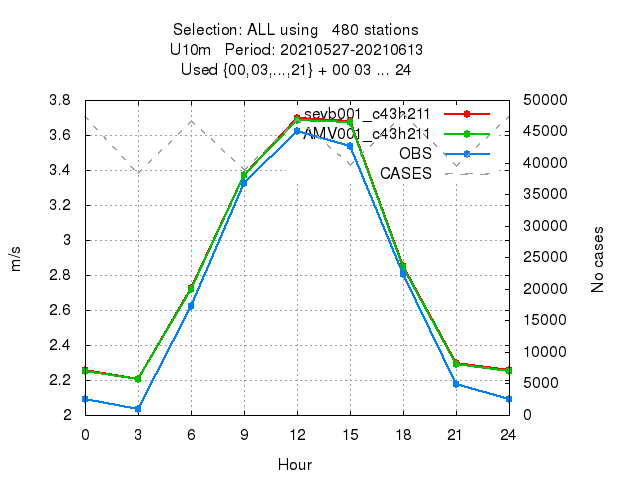 Selection: ALL using 480 stations
U10m Period: 20210527-20210613
Used {00,03,...,21} + 00 03 ... 24
3.8
3.6
3.4
3.2
3
2.8
2.6
2.4
2.2
2
m/s
50000
45000
40000
35000
30000
25000
20000
15000
10000
5000
0
No cases
sevb001_c43h211
AMV001_c43h211
OBS
CASES
0 3 6 9 12 15 18 21 24
Hour